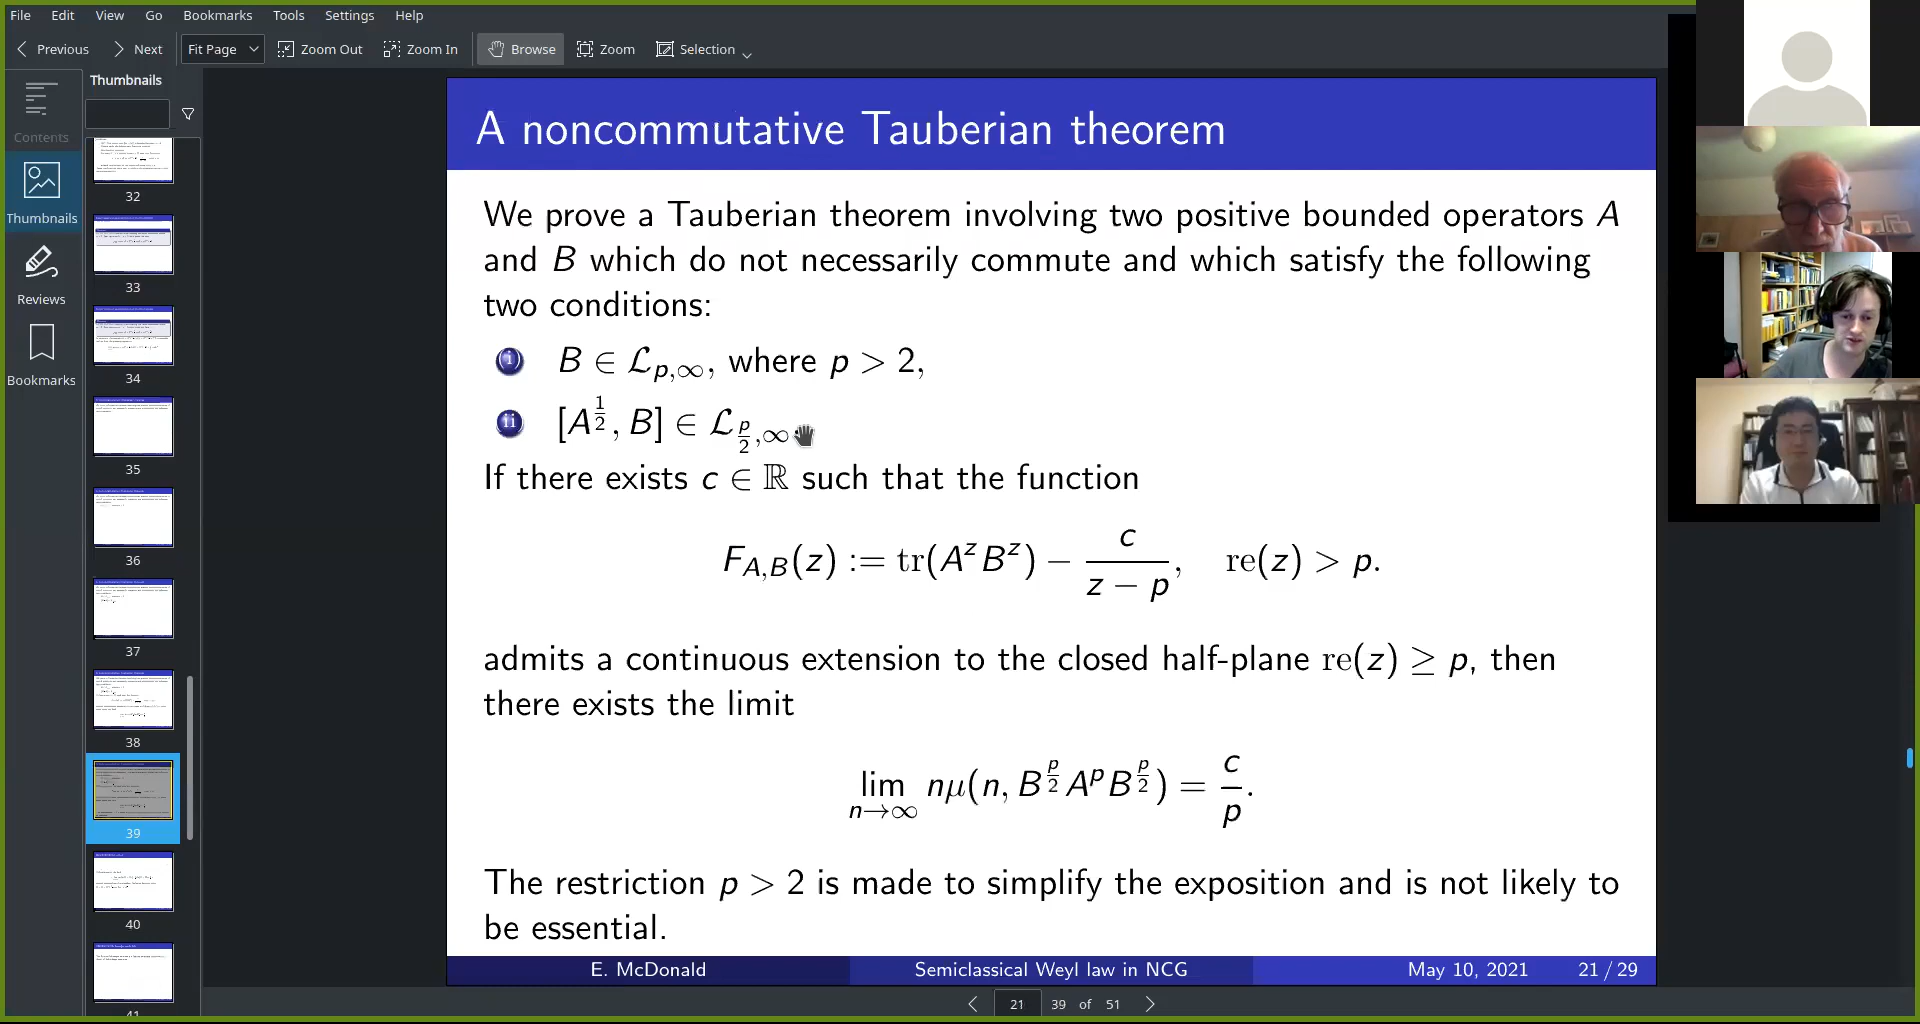 File Edit View Go Bookmarks Tools Settings Help
Previous Next Fit Page Zoom Out Zoom In Browse Zoom Selection
Thumbnails
Contents
Thumbnails
Reviews
Bookmarks
32
33
34
35
36
37
38
39
40
41
A noncommutative Tauberian theorem
We prove a Tauberian theorem involving two positive bounded operators A
and B which do not necessarily commute and which satisfy the following
two conditions:
i B ∈ ℒ_{p,∞}, where p > 2,
ii [A^{1/2}, B] ∈ ℒ_{p/2,∞}
If there exists c ∈ ℝ such that the function
F_{A,B}(z) := tr(A^z B^z) − c/(z − p), re(z) > p.
admits a continuous extension to the closed half-plane re(z) ≥ p, then
there exists the limit
lim_{n→∞} nμ(n, B^{p/2} A^p B^{p/2}) = c/p.
The restriction p > 2 is made to simplify the exposition and is not likely to
be essential.
E. McDonald Semiclassical Weyl law in NCG May 10, 2021 21 / 29
21 39 of 51